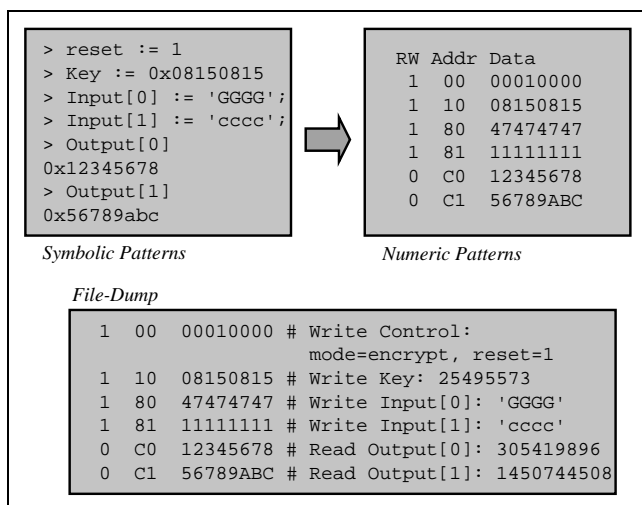 > reset := 1
> Key := 0x08150815
> Input[0] := 'GGGG';
> Input[1] := 'cccc';
> Output[0]
0x12345678
> Output[1]
0x56789abc
Symbolic Patterns
RW Addr Data
1 00 00010000
1 10 08150815
1 80 47474747
1 81 11111111
0 C0 12345678
0 C1 56789ABC
Numeric Patterns
File-Dump
1 00 00010000 # Write Control:
mode=encrypt, reset=1
1 10 08150815 # Write Key: 25495573
1 80 47474747 # Write Input[0]: 'GGGG'
1 81 11111111 # Write Input[1]: 'cccc'
0 C0 12345678 # Read Output[0]: 305419896
0 C1 56789ABC # Read Output[1]: 1450744508